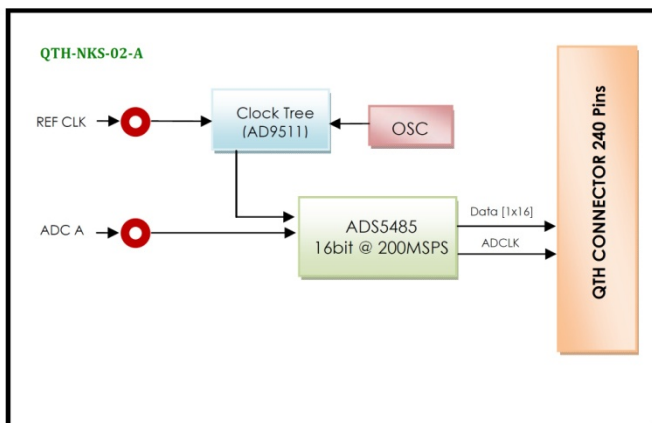 QTH-NKS-02-A
REF CLK
Clock Tree
(AD9511)
OSC
ADC A
ADS5485
16bit @ 200MSPS
Data [1x16]
ADCLK
QTH CONNECTOR 240 Pins